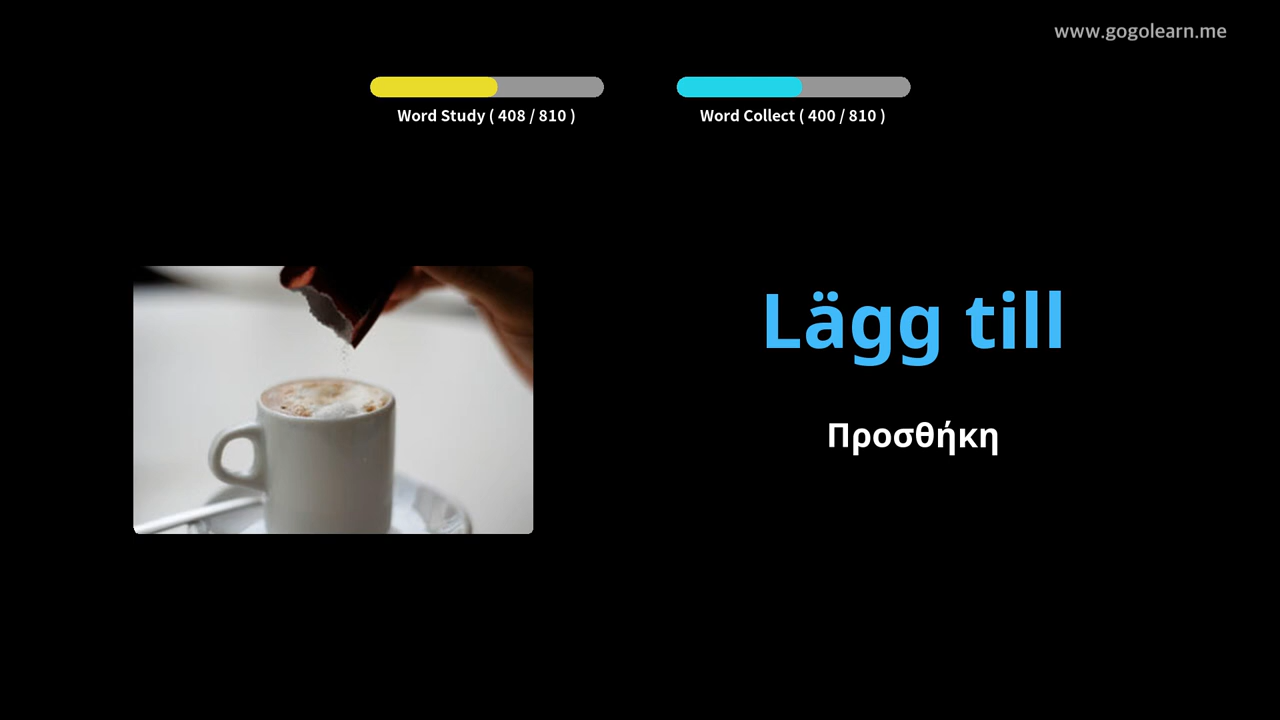 www.gogolearn.me
Word Study ( 408 / 810 )
Word Collect ( 400 / 810 )
Lägg till
Προσθήκη